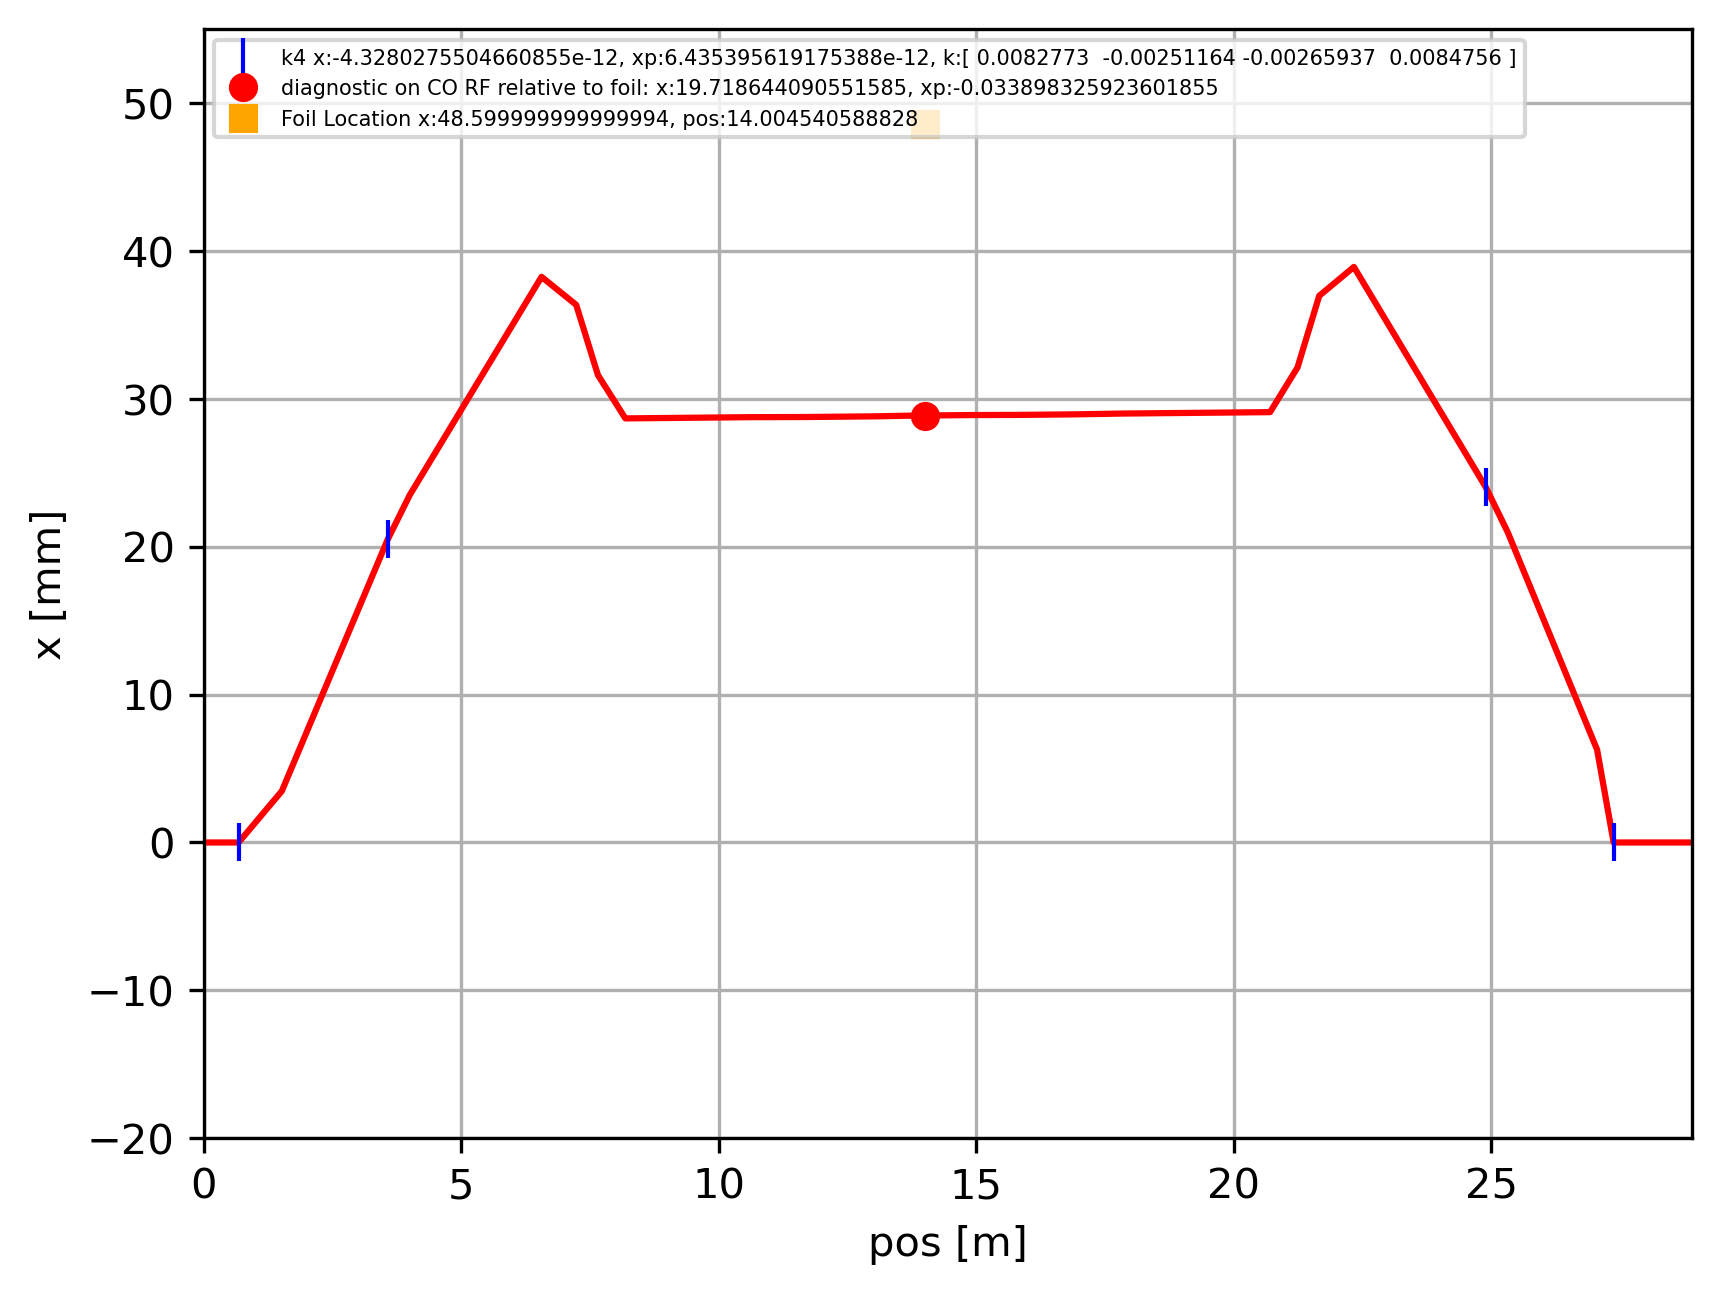 k4 x:-4.3280275504660855e-12, xp:6.435395619175388e-12, k:[ 0.0082773  -0.00251164 -0.00265937  0.0084756 ]
diagnostic on CO RF relative to foil: x:19.718644090551585, xp:-0.033898325923601855
Foil Location x:48.599999999999994, pos:14.004540588828
50
40
30
20
10
0
−10
−20
x [mm]
0 5 10 15 20 25
pos [m]